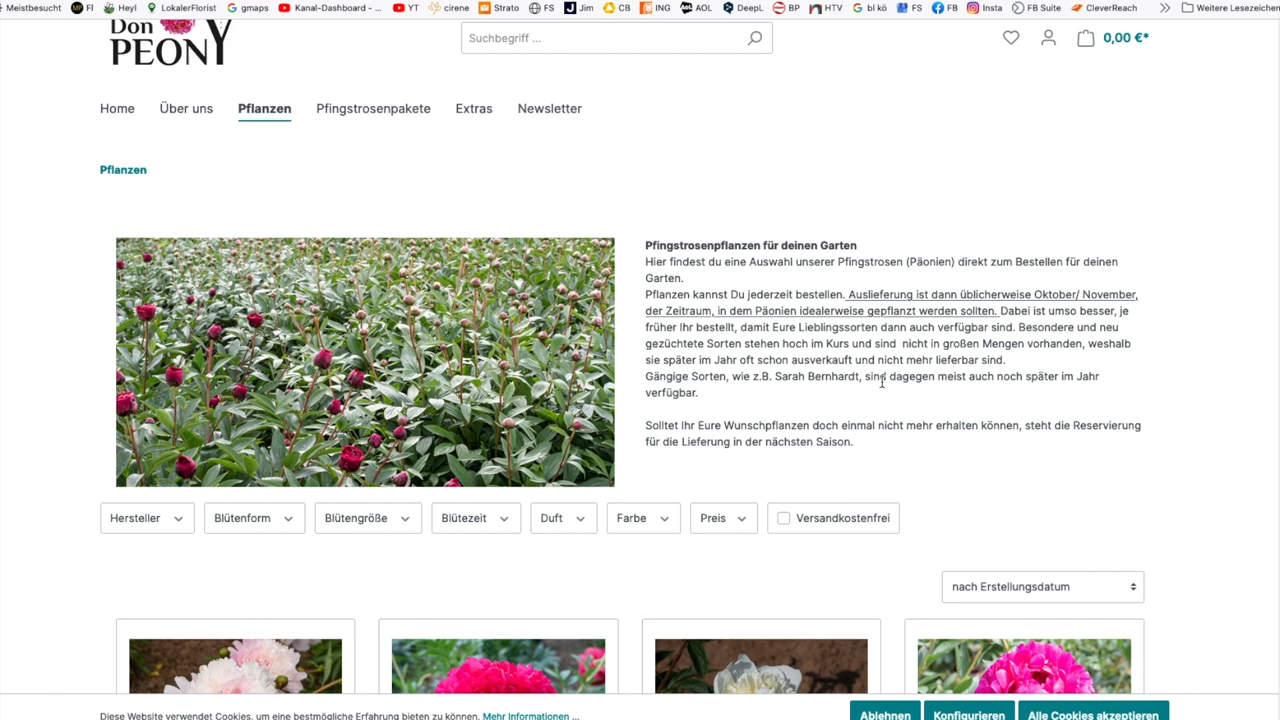 Meistbesucht FI Heyl LokalerFlorist gmaps Kanal-Dashboard - ... YT cirene Strato FS Jim CB ING AOL DeepL BP HTV bl kö FS FB Insta FB Suite CleverReach Weitere Lesezeichen
Don
PEONY
Suchbegriff ...
0,00 €*
Home Über uns Pflanzen Pfingstrosenpakete Extras Newsletter
Pflanzen
Pfingstrosenpflanzen für deinen Garten
Hier findest du eine Auswahl unserer Pfingstrosen (Päonien) direkt zum Bestellen für deinen
Garten.
Pflanzen kannst Du jederzeit bestellen. Auslieferung ist dann üblicherweise Oktober/ November,
der Zeitraum, in dem Päonien idealerweise gepflanzt werden sollten. Dabei ist umso besser, je
früher Ihr bestellt, damit Eure Lieblingssorten dann auch verfügbar sind. Besondere und neu
gezüchtete Sorten stehen hoch im Kurs und sind nicht in großen Mengen vorhanden, weshalb
sie später im Jahr oft schon ausverkauft und nicht mehr lieferbar sind.
Gängige Sorten, wie z.B. Sarah Bernhardt, sind dagegen meist auch noch später im Jahr
verfügbar.
Solltet Ihr Eure Wunschpflanzen doch einmal nicht mehr erhalten können, steht die Reservierung
für die Lieferung in der nächsten Saison.
Hersteller Blütenform Blütengröße Blütezeit Duft Farbe Preis Versandkostenfrei
nach Erstellungsdatum
Diese Website verwendet Cookies, um eine bestmögliche Erfahrung bieten zu können. Mehr Informationen ...
Ablehnen Konfigurieren Alle Cookies akzeptieren